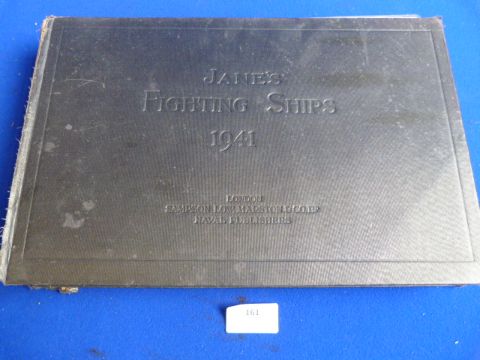 JANE'S
FIGHTING SHIPS
1941
LONDON
SAMPSON LOW MARSTON & CO. LTD
NAVAL PUBLISHERS
161